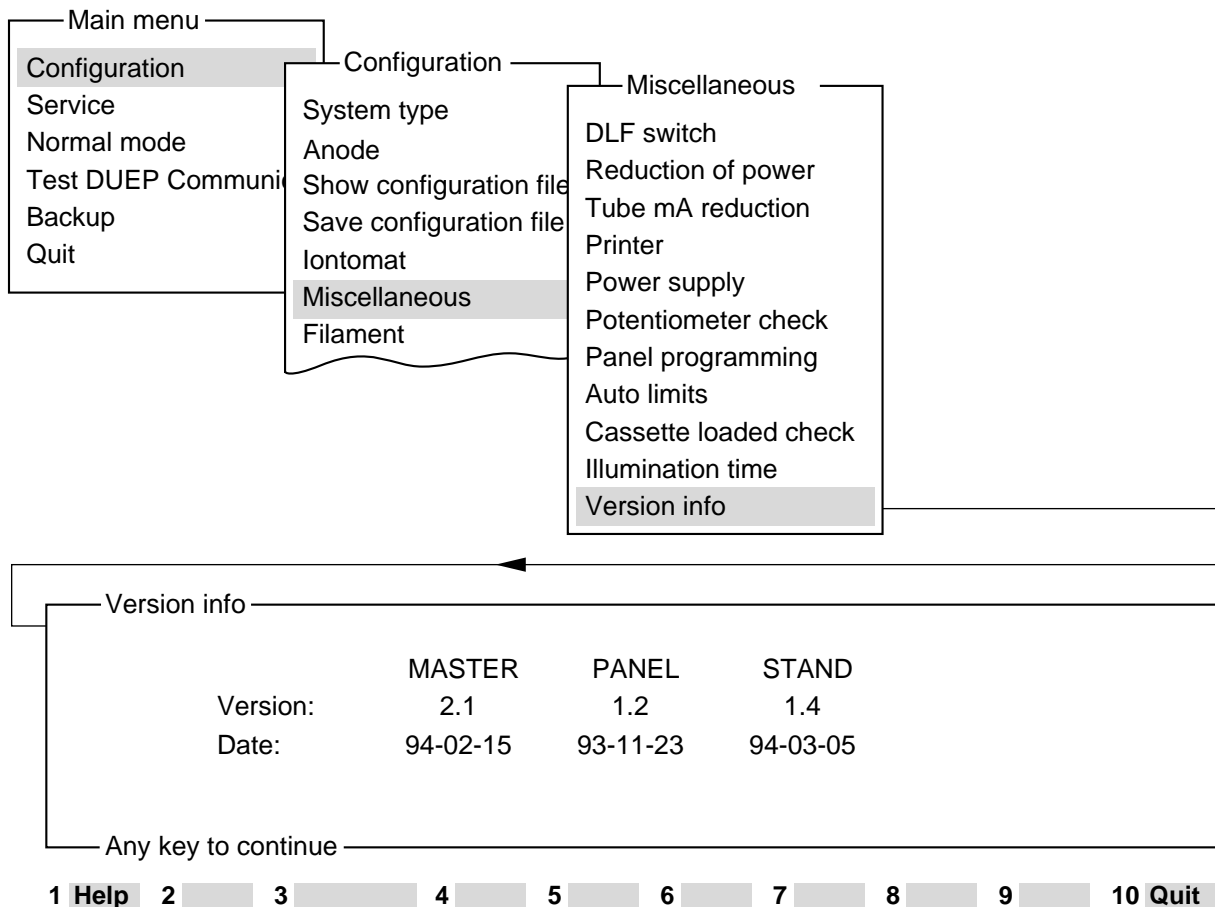 Main menu
Configuration
Service
Normal mode
Test DUEP Communi
Backup
Quit
Configuration
System type
Anode
Show configuration file
Save configuration file
Iontomat
Miscellaneous
Filament
Miscellaneous
DLF switch
Reduction of power
Tube mA reduction
Printer
Power supply
Potentiometer check
Panel programming
Auto limits
Cassette loaded check
Illumination time
Version info
Version info
MASTER PANEL STAND
Version: 2.1 1.2 1.4
Date: 94-02-15 93-11-23 94-03-05
Any key to continue
1 Help 2 3 4 5 6 7 8 9 10 Quit